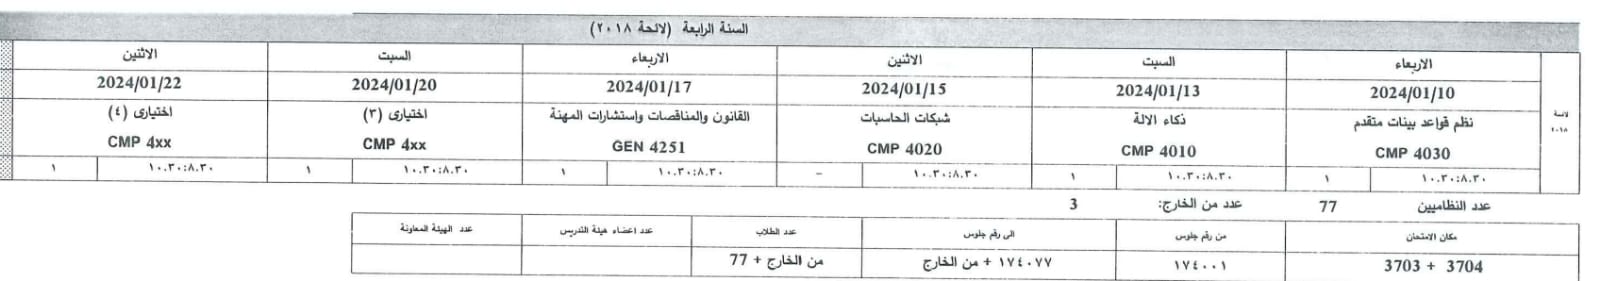 السنة الرابعة (لائحة ٢٠١٨)
لائحة ٢٠١٨
الاربعاء السبت الاثنين الاربعاء السبت الاثنين
2024/01/10 2024/01/13 2024/01/15 2024/01/17 2024/01/20 2024/01/22
نظم قواعد بينات متقدم ذكاء الالة شبكات الحاسبات القانون والمناقصات واستشارات المهنة اختيارى (٣) اختيارى (٤)
CMP 4030 CMP 4010 CMP 4020 GEN 4251 CMP 4xx CMP 4xx
١٠.٣٠:٨.٣٠ ١ ١٠.٣٠:٨.٣٠ ١ ١٠.٣٠:٨.٣٠ – ١٠.٣٠:٨.٣٠ ١ ١٠.٣٠:٨.٣٠ ١ ١٠.٣٠:٨.٣٠ ١
عدد النظاميين 77 عدد من الخارج: 3
مكان الامتحان من رقم جلوس الى رقم جلوس عدد الطلاب عدد اعضاء هيئة التدريس عدد الهيئة المعاونة
3703 + 3704 ١٧٤٠٠١ ١٧٤٠٧٧ + من الخارج 77 + من الخارج